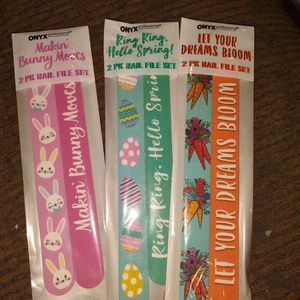 ONYX
Makin'
Bunny Moves
2 PK NAIL FILE SET
Makin' Bunny Moves
ONYX
Ring Ring,
Hello Spring!
2 PK NAIL FILE SET
Ring Ring, Hello Spring
ONYX
LET YOUR
DREAMS BLOOM
2 PK NAIL FILE SET
LET YOUR DREAMS BLOOM